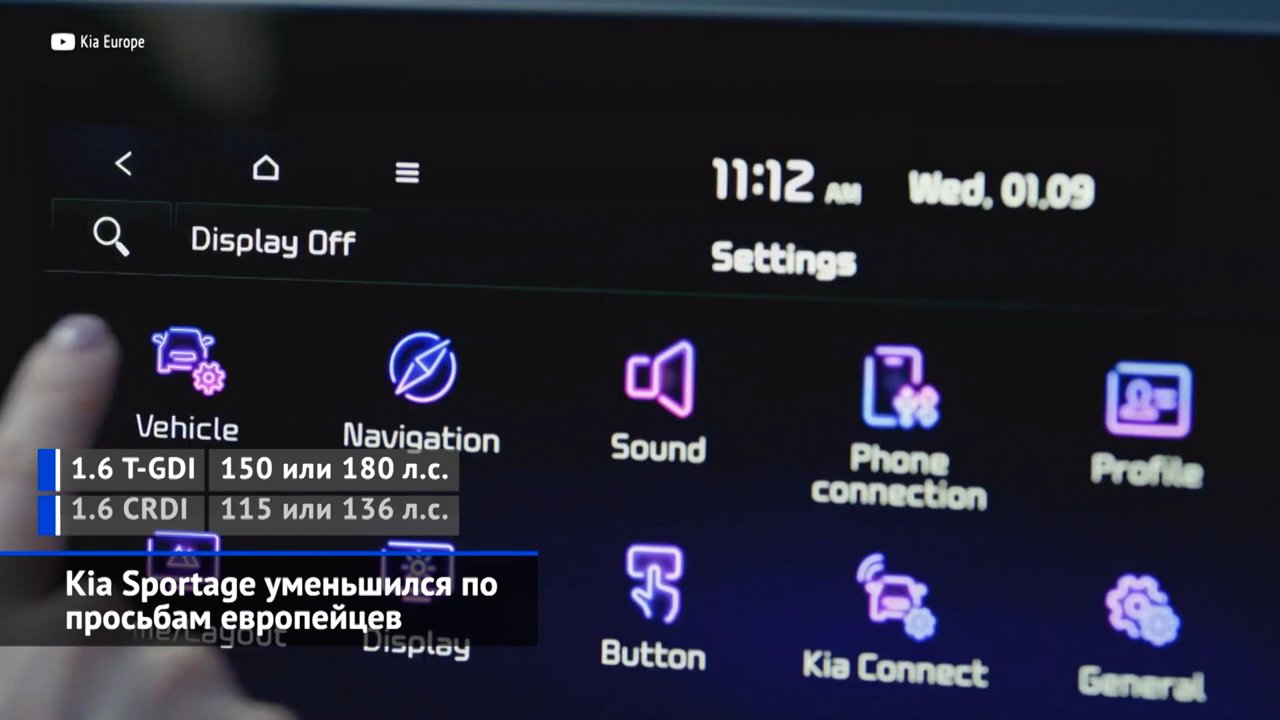 Kia Europe
11:12 AM
Wed, 01.09
Display Off
Settings
Vehicle
Navigation
Sound
Phone
connection
Profile
1.6 T-GDI 150 или 180 л.с.
1.6 CRDI 115 или 136 л.с.
Kia Sportage уменьшился по
просьбам европейцев
Display
Button
Kia Connect
General